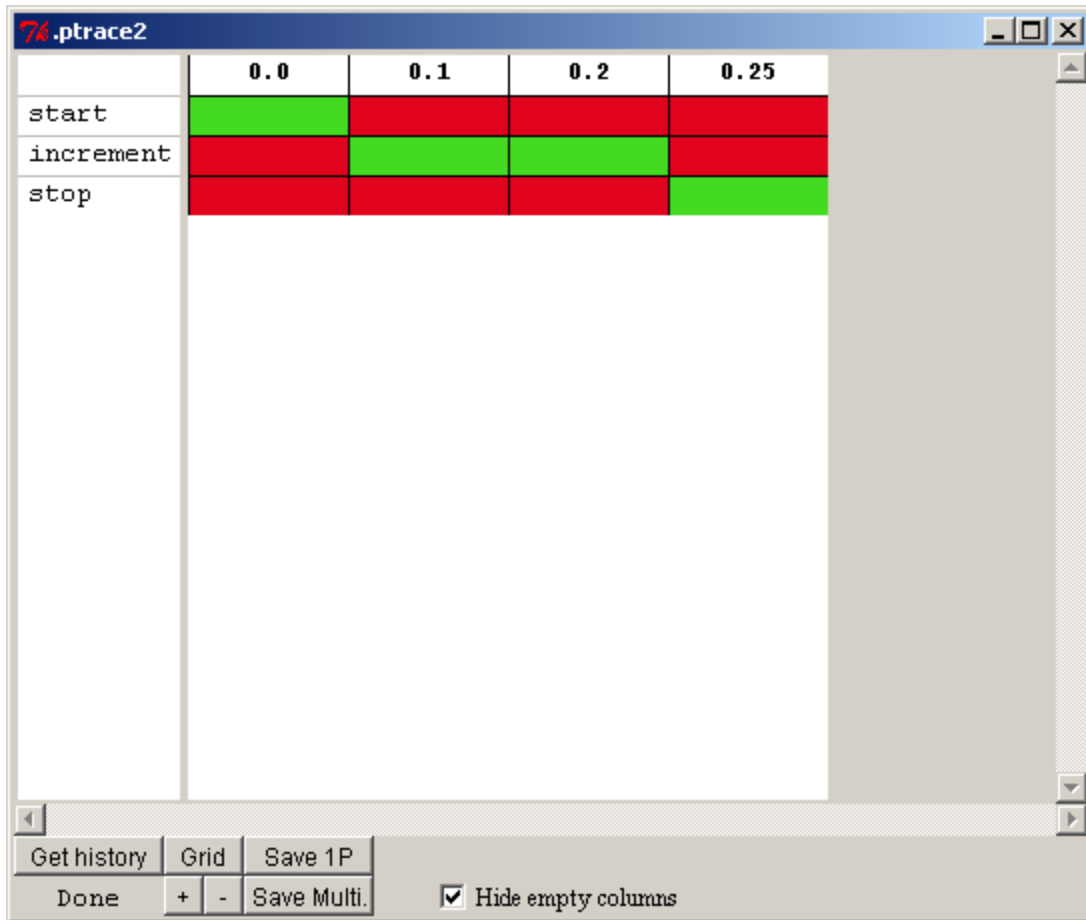 .ptrace2
0.0 0.1 0.2 0.25
start
increment
stop
Get history Grid Save 1P
Done + - Save Multi. Hide empty columns